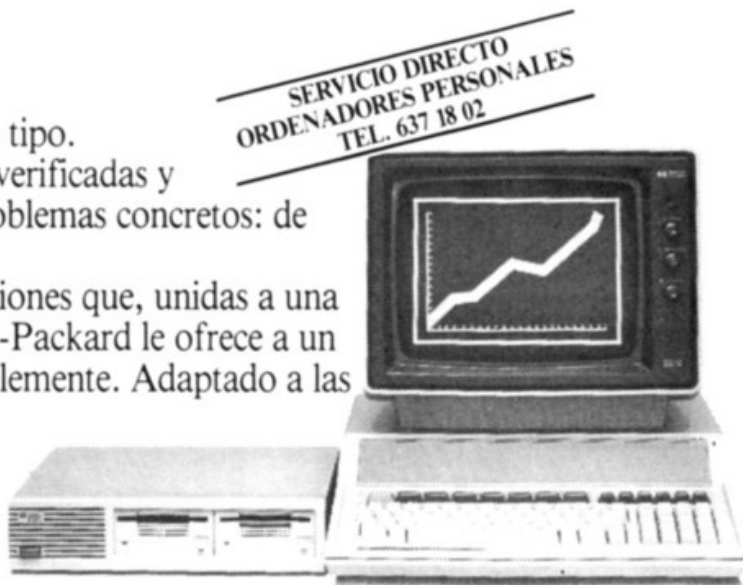 SERVICIO DIRECTO
ORDENADORES PERSONALES
TEL. 637 18 02
tipo.
verificadas y
oblemas concretos: de
iones que, unidas a una
-Packard le ofrece a un
lemente. Adaptado a las